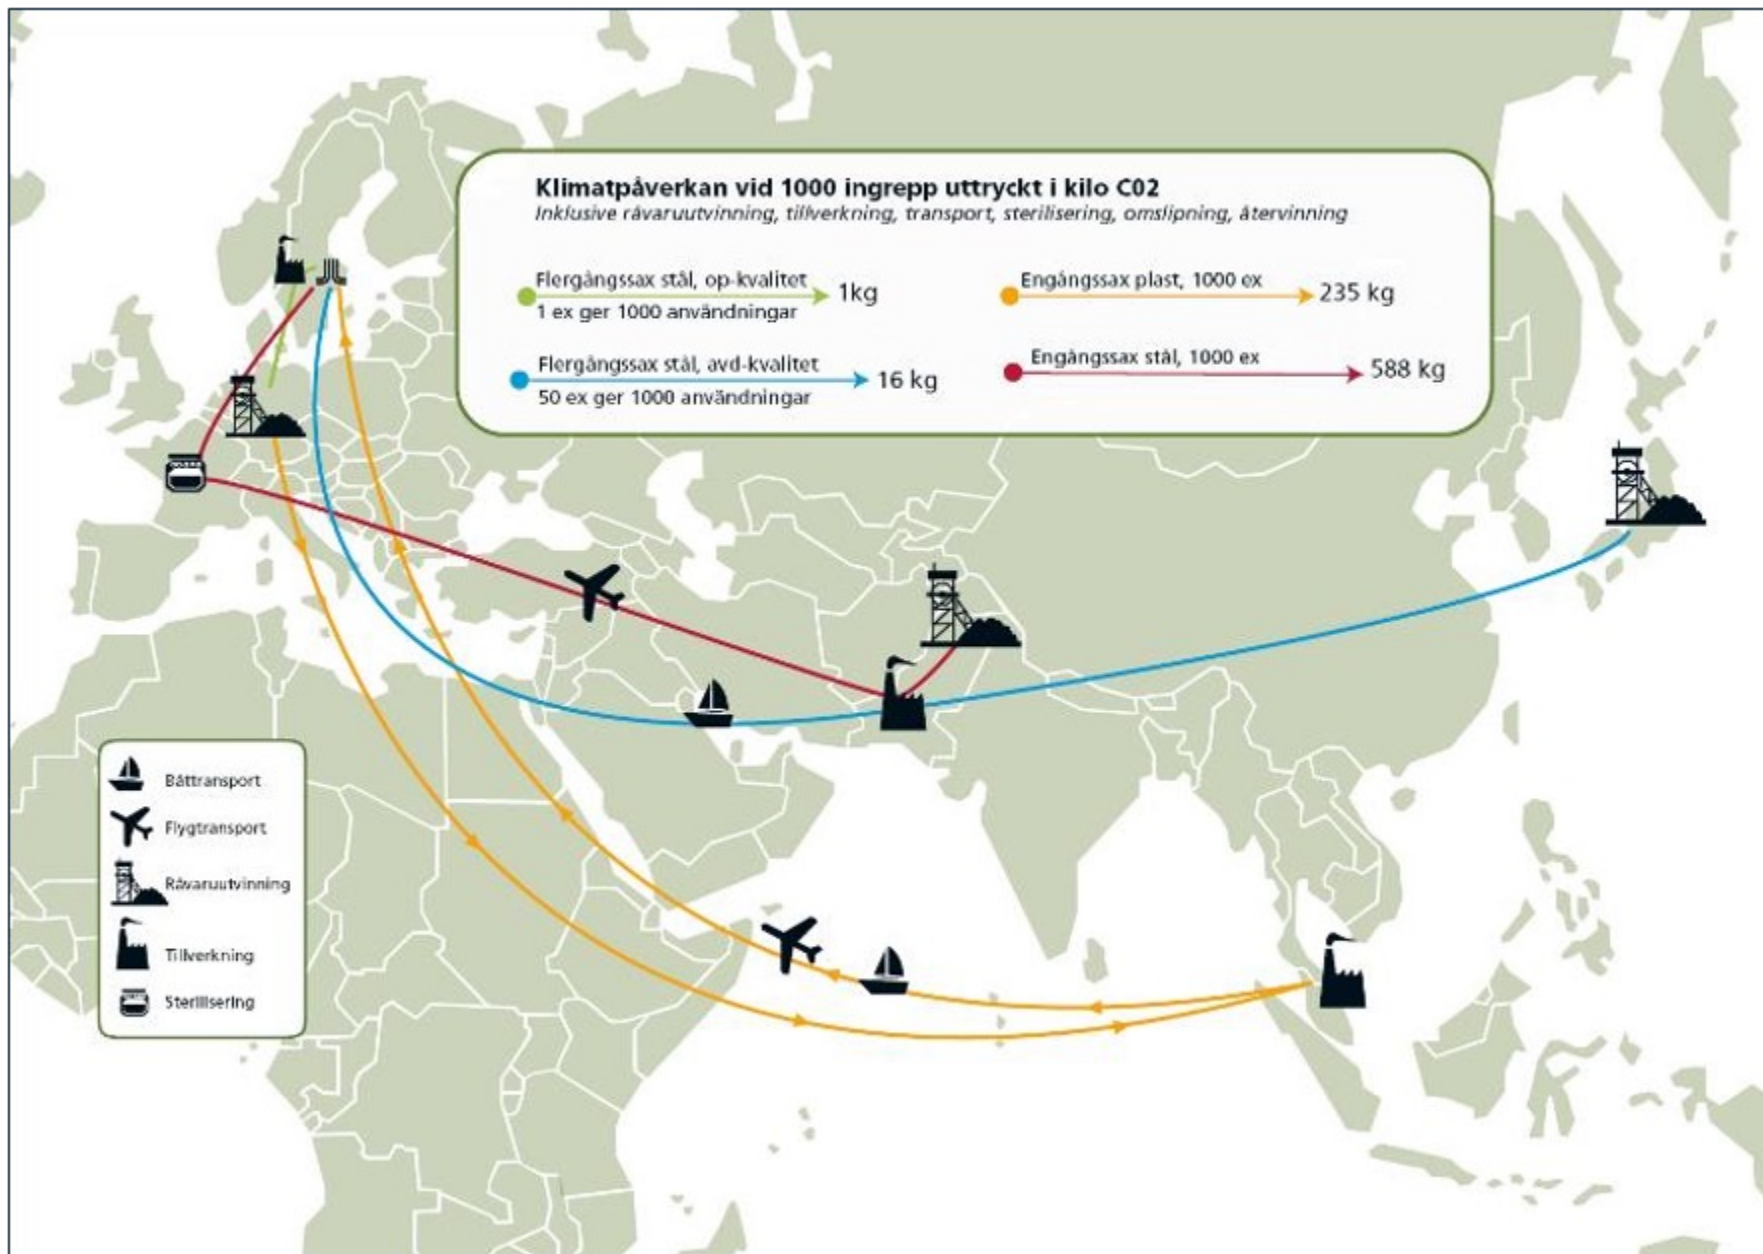 Klimatpåverkan vid 1000 ingrepp uttryckt i kilo C02
Inklusive råvaruutvinning, tillverkning, transport, sterilisering, omslipning, återvinning
Flergångssax stål, op-kvalitet
1kg
1 ex ger 1000 användningar
Engångssax plast, 1000 ex
235 kg
Flergångssax stål, avd-kvalitet
16 kg
50 ex ger 1000 användningar
Engångssax stål, 1000 ex
588 kg
Båttransport
Flygtransport
Råvaruutvinning
Tillverkning
Sterilisering